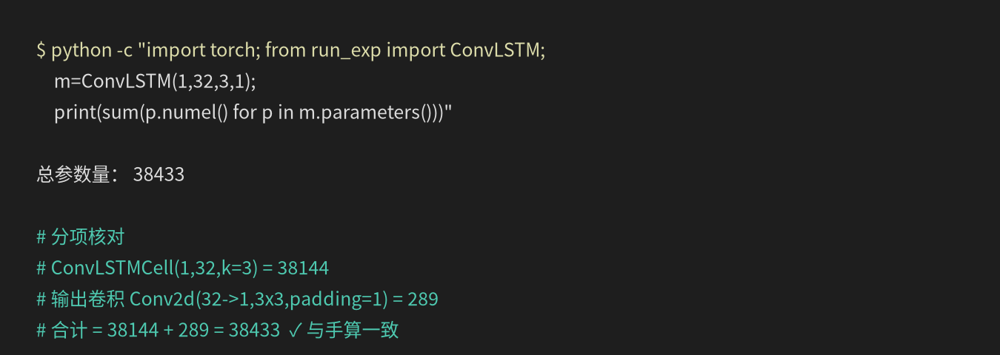 $ python -c "import torch; from run_exp import ConvLSTM;
m=ConvLSTM(1,32,3,1);
print(sum(p.numel() for p in m.parameters()))"
总参数量： 38433
# 分项核对
# ConvLSTMCell(1,32,k=3) = 38144
# 输出卷积 Conv2d(32->1,3x3,padding=1) = 289
# 合计 = 38144 + 289 = 38433 ✓ 与手算一致